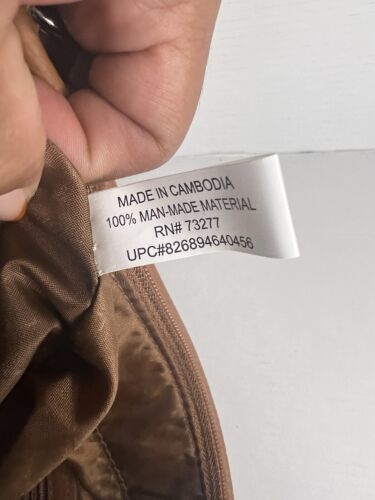 MADE IN CAMBODIA
100% MAN-MADE MATERIAL
RN# 73277
UPC#826894640456